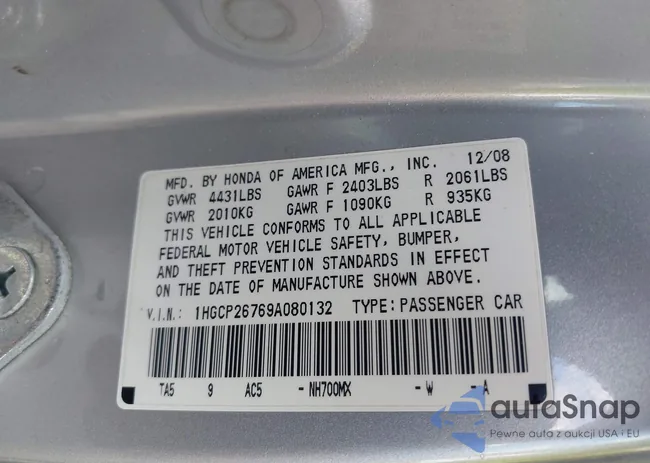 MFD. BY HONDA OF AMERICA MFG., INC. 12/08
GVWR 4431LBS GAWR F 2403LBS R 2061LBS
GVWR 2010KG GAWR F 1090KG R 935KG
THIS VEHICLE CONFORMS TO ALL APPLICABLE
FEDERAL MOTOR VEHICLE SAFETY, BUMPER,
AND THEFT PREVENTION STANDARDS IN EFFECT
ON THE DATE OF MANUFACTURE SHOWN ABOVE.
V.I.N.: 1HGCP26769A080132 TYPE: PASSENGER CAR
TA5 9 AC5 -NH700MX -W -A
autaSnap
Pewne auta z aukcji USA i EU